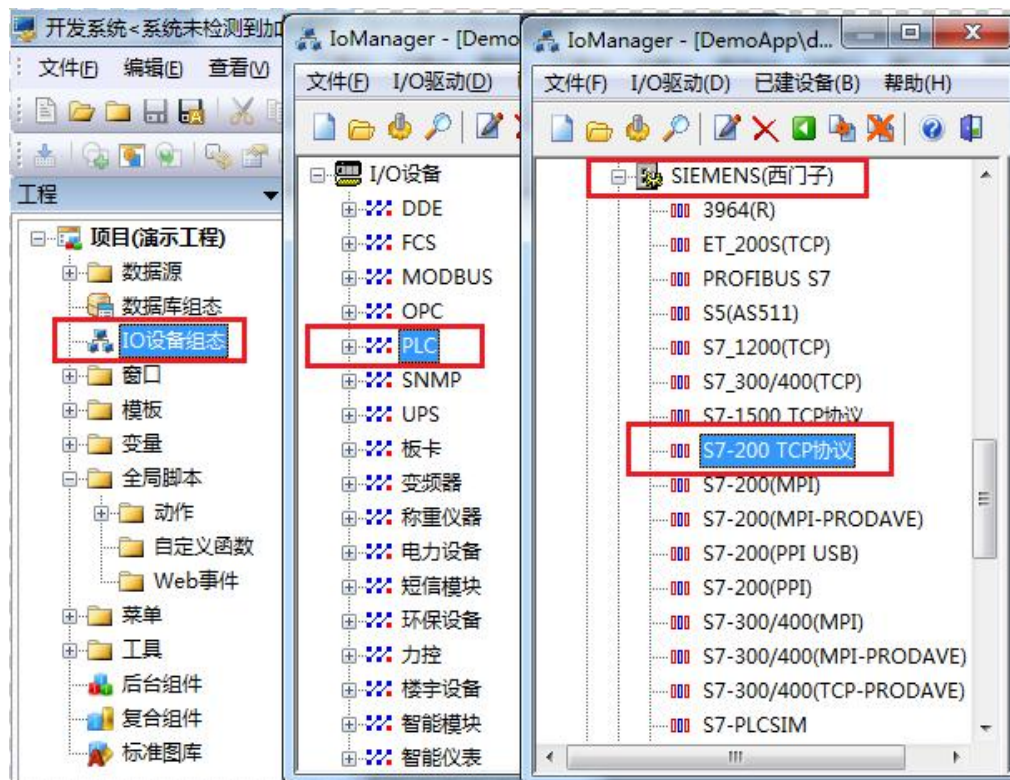 开发系统<系统未检测到加
文件(F) 编辑(E) 查看(V)
工程
项目(演示工程)
数据源
数据库组态
IO设备组态
窗口
模板
变量
全局脚本
动作
自定义函数
Web事件
菜单
工具
后台组件
复合组件
标准图库
IoManager - [Demo
文件(F) I/O驱动(D)
I/O设备
DDE
FCS
MODBUS
OPC
PLC
SNMP
UPS
板卡
变频器
称重仪器
电力设备
短信模块
环保设备
力控
楼宇设备
智能模块
智能仪表
IoManager - [DemoApp\d...
文件(F) I/O驱动(D) 已建设备(B) 帮助(H)
SIEMENS(西门子)
3964(R)
ET_200S(TCP)
PROFIBUS S7
S5(AS511)
S7_1200(TCP)
S7_300/400(TCP)
S7-1500 TCP协议
S7-200 TCP协议
S7-200(MPI)
S7-200(MPI-PRODAVE)
S7-200(PPI USB)
S7-200(PPI)
S7-300/400(MPI)
S7-300/400(MPI-PRODAVE)
S7-300/400(TCP-PRODAVE)
S7-PLCSIM